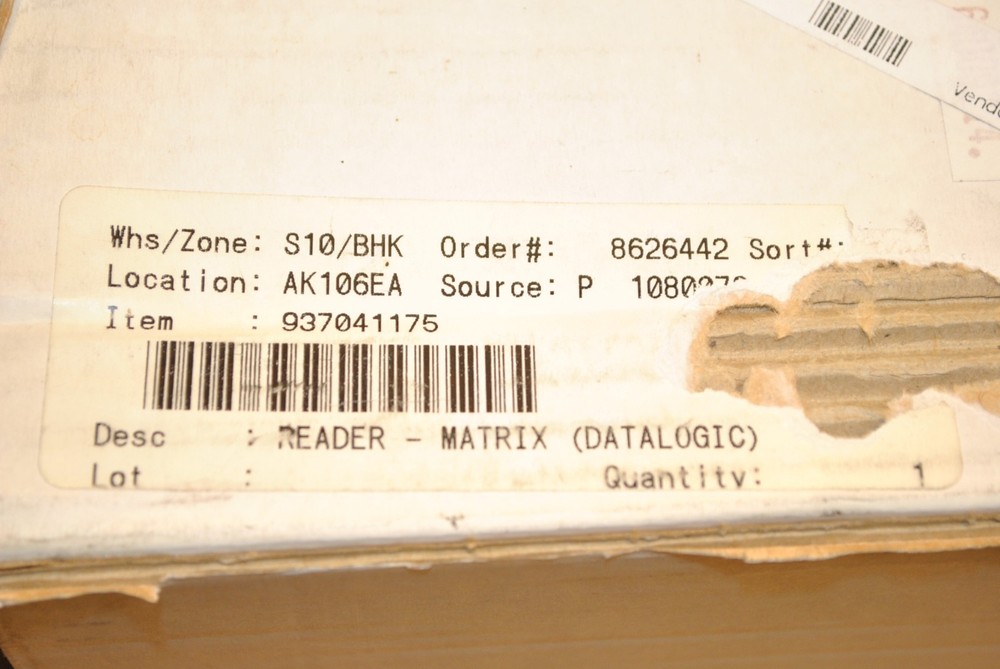 Vend
Whs/Zone: S10/BHK Order#: 8626442 Sort#:
Location: AK106EA Source: P
Item : 937041175
Desc : READER - MATRIX (DATALOGIC)
Lot : Quantity: 1